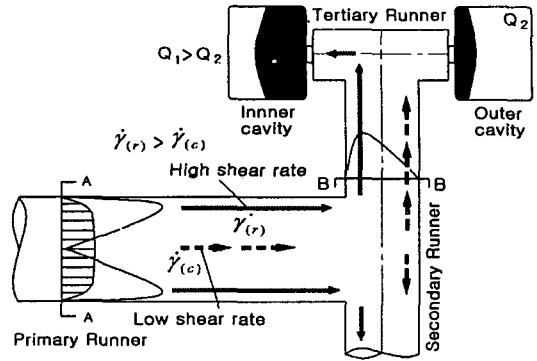 Tertiary Runner
Q₂
Q₁ > Q₂
Innner
cavity
Outer
cavity
γ̇(r) > γ̇(c)
High shear rate
A
B
B
γ̇(r)
γ̇(c)
A
Low shear rate
Primary Runner
Secondary Runner